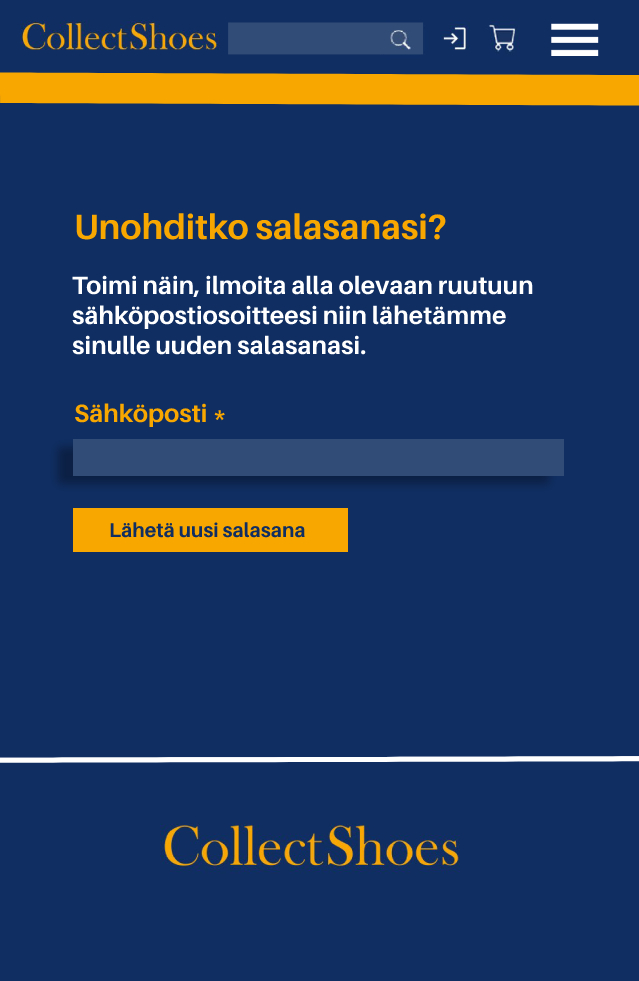 CollectShoes
Unohditko salasanasi?
Toimi näin, ilmoita alla olevaan ruutuun
sähköpostiosoitteesi niin lähetämme
sinulle uuden salasanasi.
Sähköposti *
Lähetä uusi salasana
CollectShoes